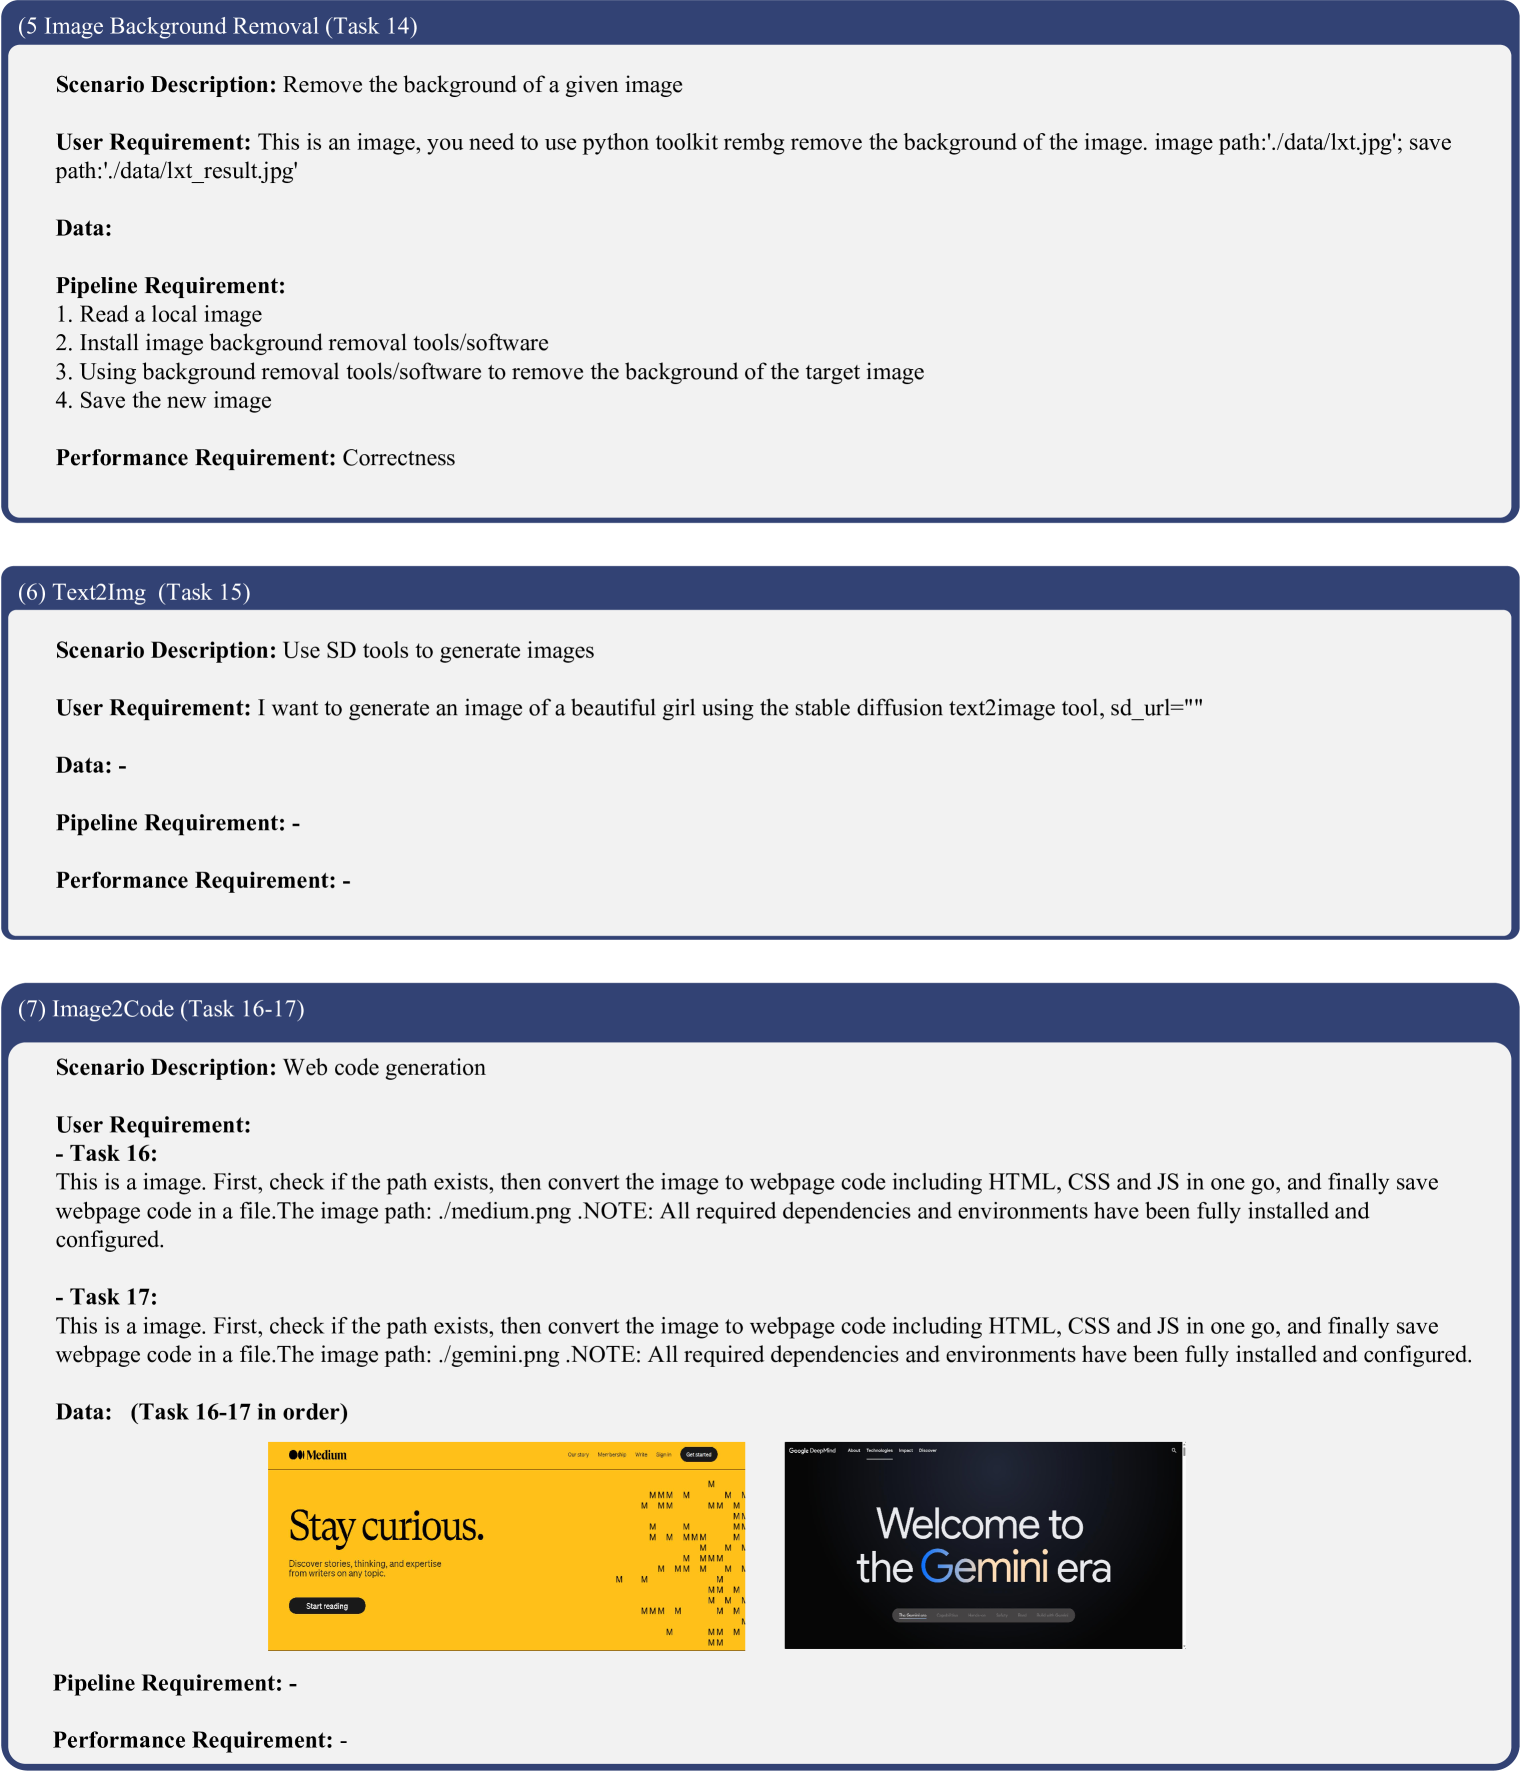 (5 Image Background Removal (Task 14)
Scenario Description: Remove the background of a given image
User Requirement: This is an image, you need to use python toolkit rembg remove the background of the image. image path:'./data/lxt.jpg'; save
path:'./data/lxt_result.jpg'
Data:
Pipeline Requirement:
1. Read a local image
2. Install image background removal tools/software
3. Using background removal tools/software to remove the background of the target image
4. Save the new image
Performance Requirement: Correctness
(6) Text2Img (Task 15)
Scenario Description: Use SD tools to generate images
User Requirement: I want to generate an image of a beautiful girl using the stable diffusion text2image tool, sd_url=""
Data: -
Pipeline Requirement: -
Performance Requirement: -
(7) Image2Code (Task 16-17)
Scenario Description: Web code generation
User Requirement:
- Task 16:
This is a image. First, check if the path exists, then convert the image to webpage code including HTML, CSS and JS in one go, and finally save
webpage code in a file.The image path: ./medium.png .NOTE: All required dependencies and environments have been fully installed and
configured.
- Task 17:
This is a image. First, check if the path exists, then convert the image to webpage code including HTML, CSS and JS in one go, and finally save
webpage code in a file.The image path: ./gemini.png .NOTE: All required dependencies and environments have been fully installed and configured.
Data: (Task 16-17 in order)
Medium Our story Membership Write Sign in Get started
Stay curious.
Discover stories, thinking, and expertise
from writers on any topic.
Start reading
Google DeepMind About Technologies Impact Discover
Welcome to
the Gemini era
The Gemini era
Pipeline Requirement: -
Performance Requirement: -